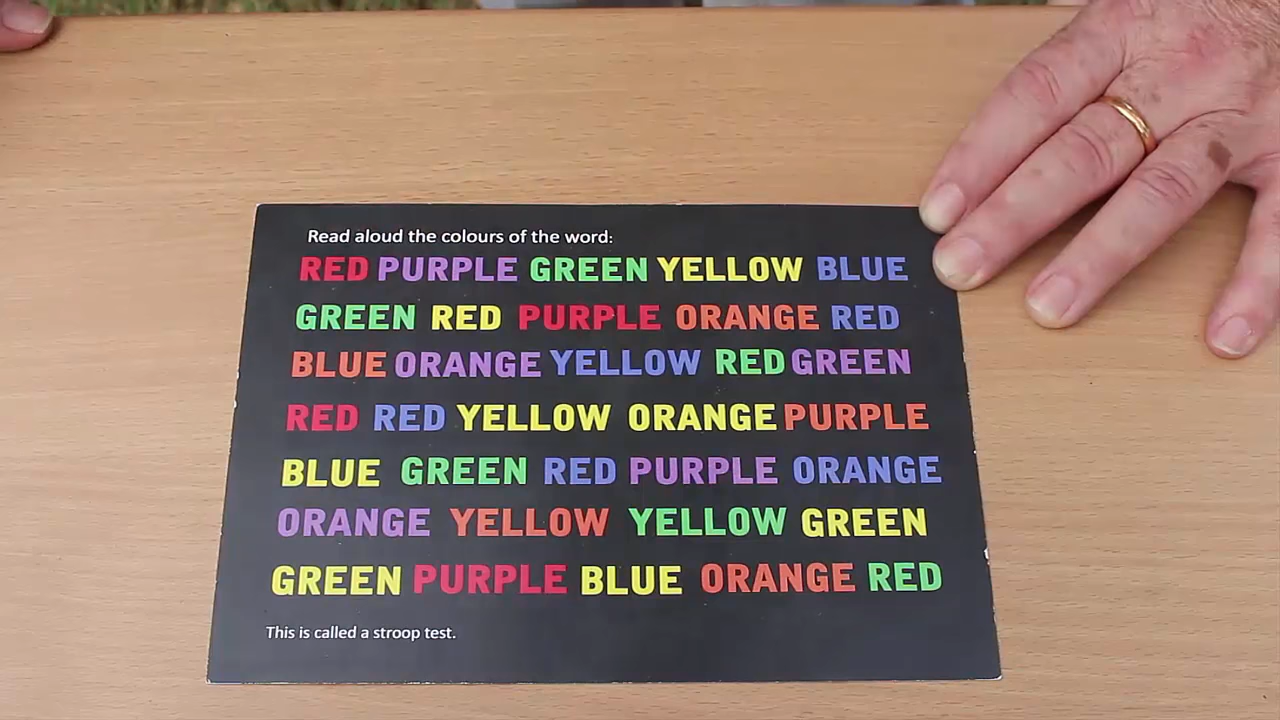 Read aloud the colours of the word:
RED PURPLE GREEN YELLOW BLUE
GREEN RED PURPLE ORANGE RED
BLUE ORANGE YELLOW RED GREEN
RED RED YELLOW ORANGE PURPLE
BLUE GREEN RED PURPLE ORANGE
ORANGE YELLOW YELLOW GREEN
GREEN PURPLE BLUE ORANGE RED
This is called a stroop test.